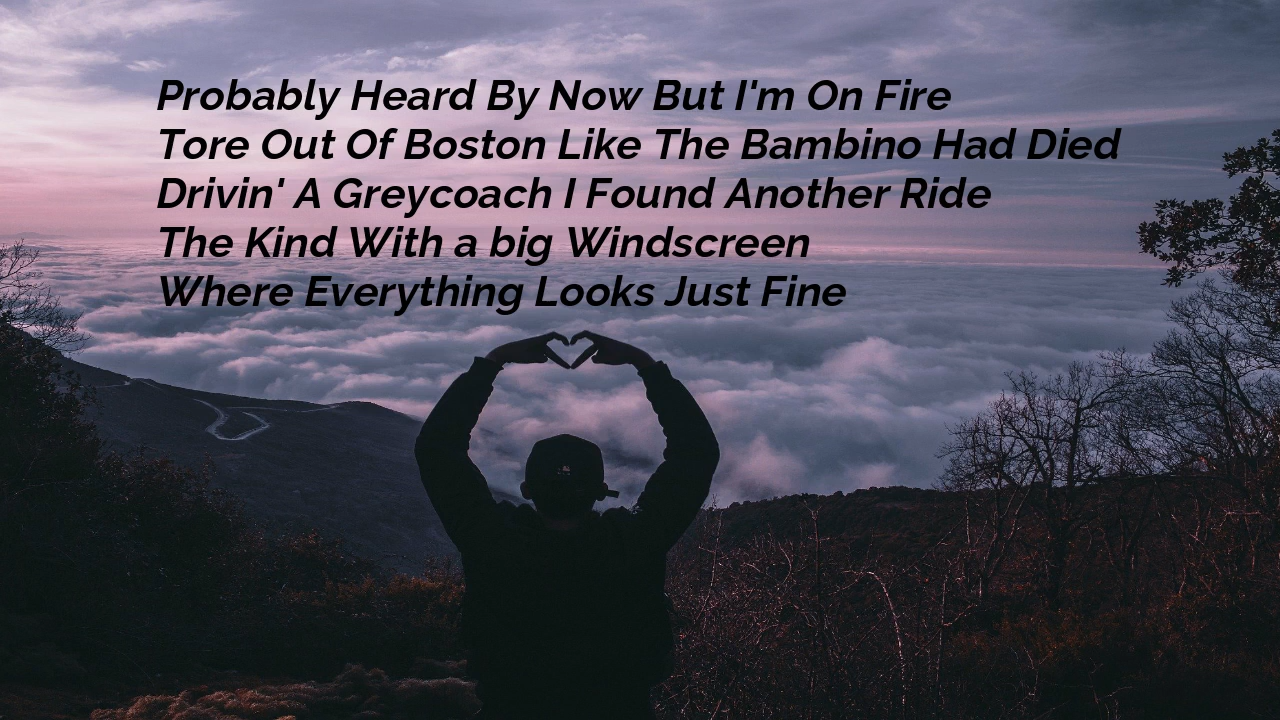 Probably Heard By Now But I'm On Fire
Tore Out Of Boston Like The Bambino Had Died
Drivin' A Greycoach I Found Another Ride
The Kind With a big Windscreen
Where Everything Looks Just Fine